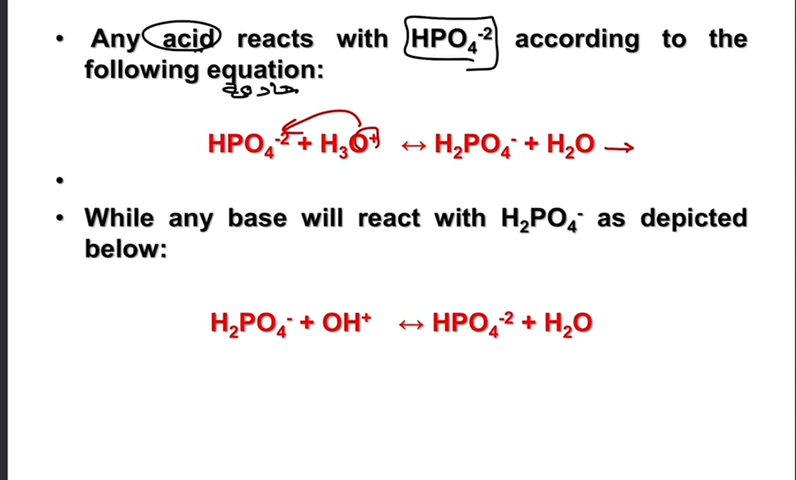 • Any acid reacts with HPO₄⁻² according to the
following equation:
معادلة
HPO₄⁻² + H₃O⁺ ↔ H₂PO₄⁻ + H₂O →
•
• While any base will react with H₂PO₄⁻ as depicted
below:
H₂PO₄⁻ + OH⁺ ↔ HPO₄⁻² + H₂O